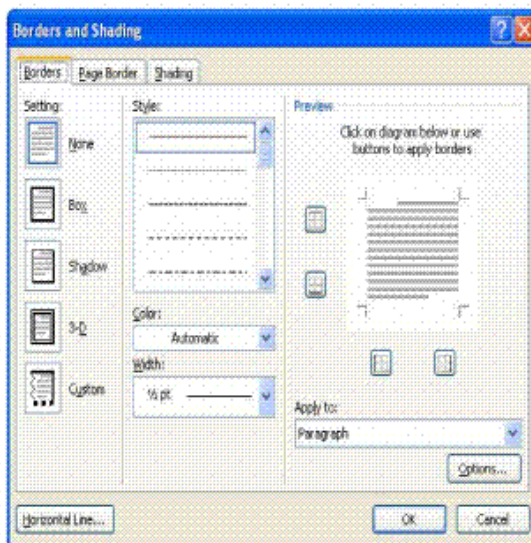 Borders and Shading
Borders Page Border Shading
Setting:
None
Box
Shadow
3-D
Custom
Style:
Color:
Automatic
Width:
½ pt
Preview
Click on diagram below or use
buttons to apply borders
Apply to:
Paragraph
Options...
Horizontal Line...
OK
Cancel